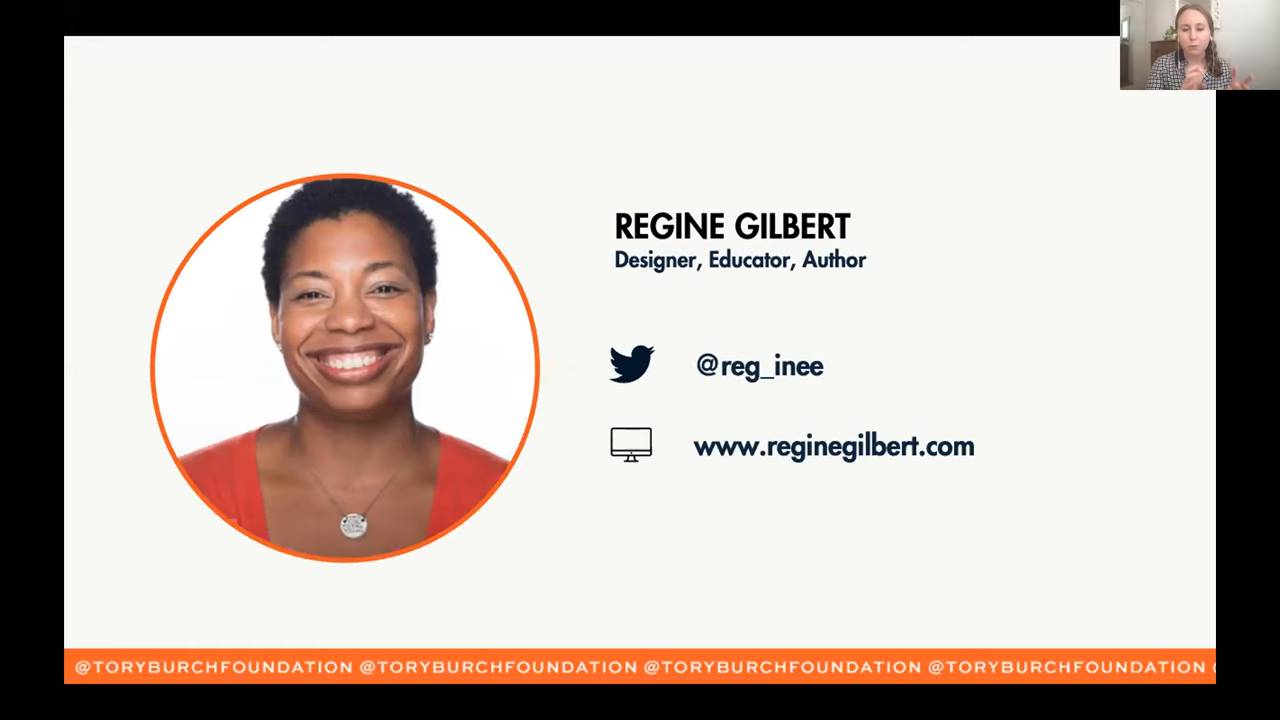 REGINE GILBERT
Designer, Educator, Author
@reg_inee
www.reginegilbert.com
@TORYBURCHFOUNDATION @TORYBURCHFOUNDATION @TORYBURCHFOUNDATION @TORYBURCHFOUNDATION